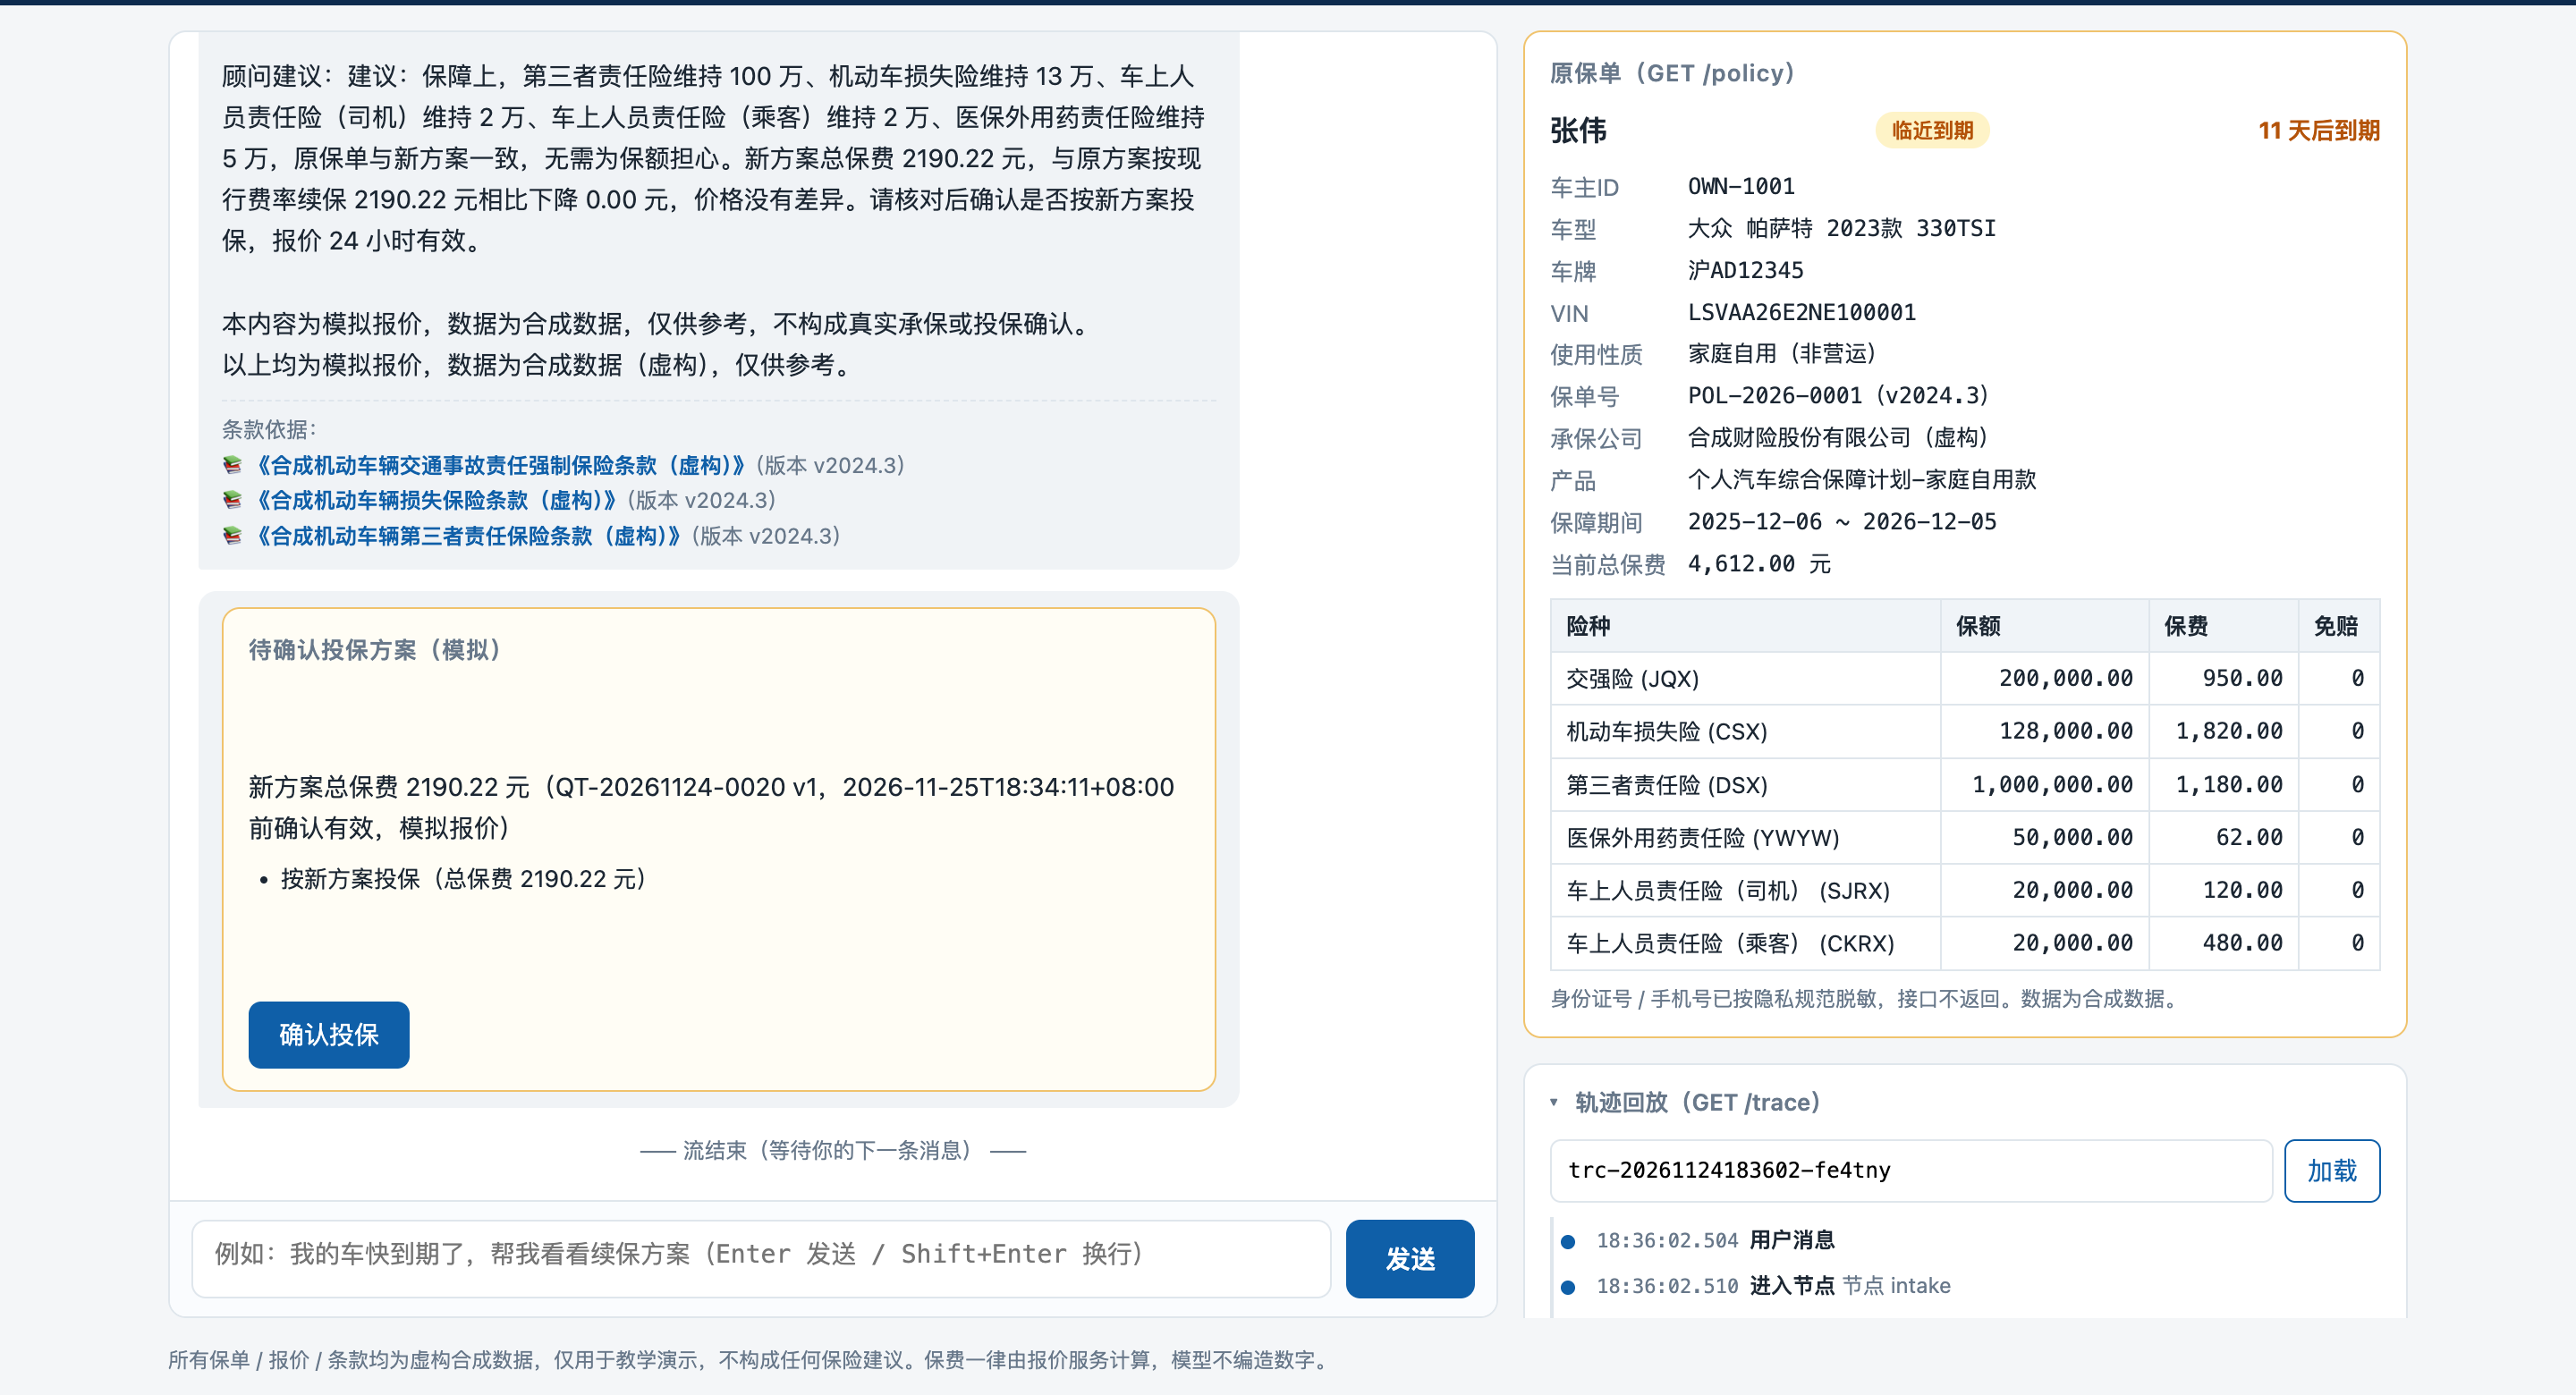 顾问建议：建议：保障上，第三者责任险维持 100 万、机动车损失险维持 13 万、车上人
员责任险（司机）维持 2 万、车上人员责任险（乘客）维持 2 万、医保外用药责任险维持
5 万，原保单与新方案一致，无需为保额担心。新方案总保费 2190.22 元，与原方案按现
行费率续保 2190.22 元相比下降 0.00 元，价格没有差异。请核对后确认是否按新方案投
保，报价 24 小时有效。
本内容为模拟报价，数据为合成数据，仅供参考，不构成真实承保或投保确认。
以上均为模拟报价，数据为合成数据（虚构），仅供参考。
条款依据：
《合成机动车辆交通事故责任强制保险条款（虚构）》（版本 v2024.3）
《合成机动车辆损失保险条款（虚构）》（版本 v2024.3）
《合成机动车辆第三者责任保险条款（虚构）》（版本 v2024.3）
待确认投保方案（模拟）
新方案总保费 2190.22 元（QT-20261124-0020 v1，2026-11-25T18:34:11+08:00
前确认有效，模拟报价）
• 按新方案投保（总保费 2190.22 元）
确认投保
—— 流结束（等待你的下一条消息） ——
例如：我的车快到期了，帮我看看续保方案（Enter 发送 / Shift+Enter 换行）
发送
原保单（GET /policy）
张伟 临近到期 11 天后到期
车主ID OWN-1001
车型 大众 帕萨特 2023款 330TSI
车牌 沪AD12345
VIN LSVAA26E2NE100001
使用性质 家庭自用（非营运）
保单号 POL-2026-0001（v2024.3）
承保公司 合成财险股份有限公司（虚构）
产品 个人汽车综合保障计划-家庭自用款
保障期间 2025-12-06 ~ 2026-12-05
当前总保费 4,612.00 元
险种 保额 保费 免赔
交强险 (JQX) 200,000.00 950.00 0
机动车损失险 (CSX) 128,000.00 1,820.00 0
第三者责任险 (DSX) 1,000,000.00 1,180.00 0
医保外用药责任险 (YWYW) 50,000.00 62.00 0
车上人员责任险（司机） (SJRX) 20,000.00 120.00 0
车上人员责任险（乘客） (CKRX) 20,000.00 480.00 0
身份证号 / 手机号已按隐私规范脱敏，接口不返回。数据为合成数据。
▼ 轨迹回放（GET /trace）
trc-20261124183602-fe4tny 加载
18:36:02.504 用户消息
18:36:02.510 进入节点 节点 intake
所有保单 / 报价 / 条款均为虚构合成数据，仅用于教学演示，不构成任何保险建议。保费一律由报价服务计算，模型不编造数字。